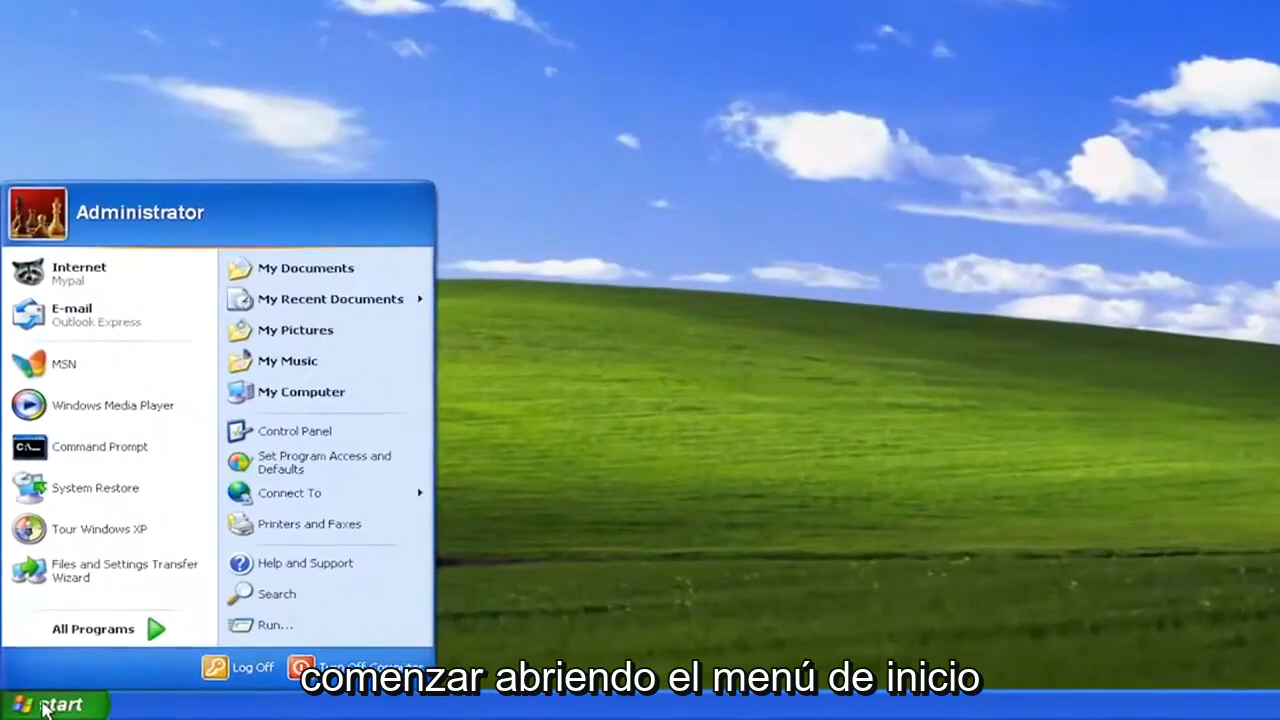 Administrator
Internet
Mypal
E-mail
Outlook Express
MSN
Windows Media Player
C:\_
Command Prompt
System Restore
Tour Windows XP
Files and Settings Transfer
Wizard
All Programs
My Documents
My Recent Documents
My Pictures
My Music
My Computer
Control Panel
Set Program Access and
Defaults
Connect To
Printers and Faxes
Help and Support
Search
Run...
Log Off
Turn Off Computer
comenzar abriendo el menú de inicio
start